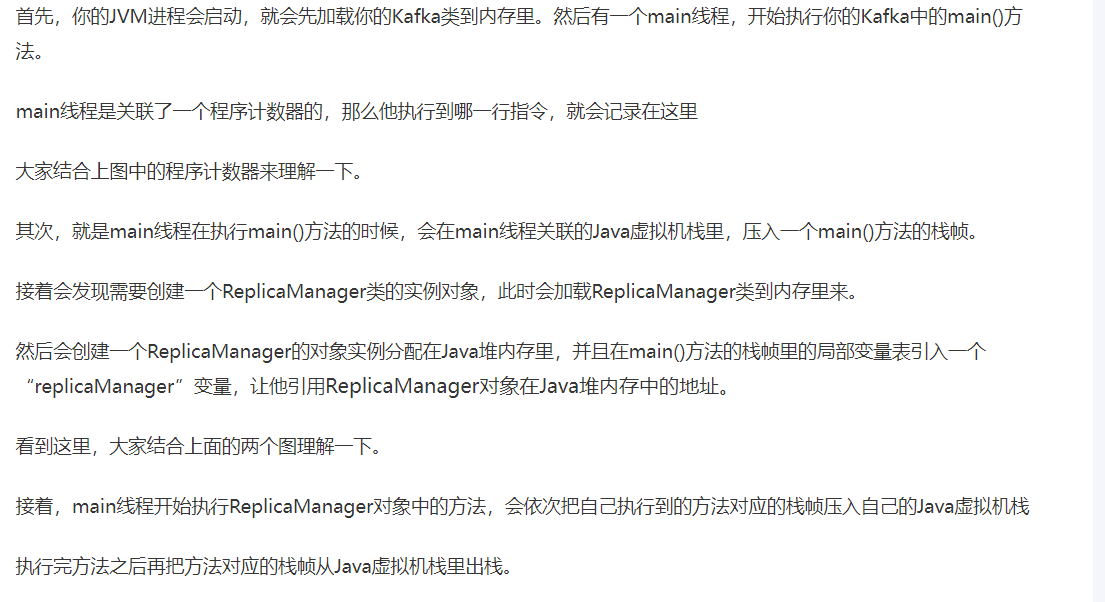 首先，你的JVM进程会启动，就会先加载你的Kafka类到内存里。然后有一个main线程，开始执行你的Kafka中的main()方
法。
main线程是关联了一个程序计数器的，那么他执行到哪一行指令，就会记录在这里
大家结合上图中的程序计数器来理解一下。
其次，就是main线程在执行main()方法的时候，会在main线程关联的Java虚拟机栈里，压入一个main()方法的栈帧。
接着会发现需要创建一个ReplicaManager类的实例对象，此时会加载ReplicaManager类到内存里来。
然后会创建一个ReplicaManager的对象实例分配在Java堆内存里，并且在main()方法的栈帧里的局部变量表引入一个
“replicaManager”变量，让他引用ReplicaManager对象在Java堆内存中的地址。
看到这里，大家结合上面的两个图理解一下。
接着，main线程开始执行ReplicaManager对象中的方法，会依次把自己执行到的方法对应的栈帧压入自己的Java虚拟机栈
执行完方法之后再把方法对应的栈帧从Java虚拟机栈里出栈。